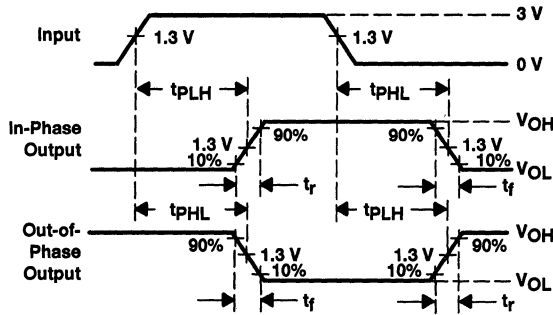 3 V
Input
1.3 V
1.3 V
0 V
tPLH
tPHL
In-Phase
Output
VOH
90%
90%
1.3 V
1.3 V
10%
10%
VOL
tr
tf
tPHL
tPLH
Out-of-
Phase
Output
VOH
90%
90%
1.3 V
1.3 V
10%
10%
VOL
tf
tr